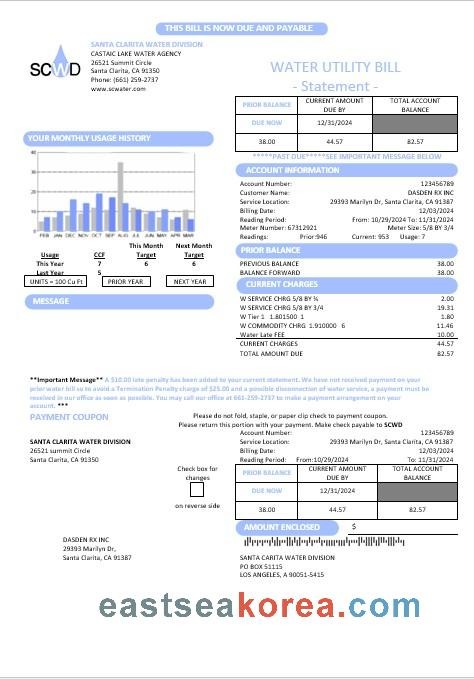 THIS BILL IS NOW DUE AND PAYABLE
SCWD
SANTA CLARITA WATER DIVISION
CASTAIC LAKE WATER AGENCY
26521 Summit Circle
Santa Clarita, CA 91350
Phone: (661) 259-2737
www.scwater.com
WATER UTILITY BILL
- Statement -
PRIOR BALANCE CURRENT AMOUNT DUE BY TOTAL ACCOUNT BALANCE
DUE NOW 12/31/2024
38.00 44.57 82.57
*****PAST DUE*****SEE IMPORTANT MESSAGE BELOW
YOUR MONTHLY USAGE HISTORY
40
30
20
10
0
FEB JAN DEC NOV OCT SEP AUG JUL JUN MAY APR MAR
This Month Next Month
Usage CCF Target Target
This Year 7 6 6
Last Year 5
UNITS = 100 Cu Ft PRIOR YEAR NEXT YEAR
MESSAGE
ACCOUNT INFORMATION
Account Number: 123456789
Customer Name: DASDEN RX INC
Service Location: 29393 Marilyn Dr, Santa Clarita, CA 91387
Billing Date: 12/03/2024
Reading Period: From: 10/29/2024 To: 11/31/2024
Meter Number: 67312921 Meter Size: 5/8 BY 3/4
Readings: Prior:946 Current: 953 Usage: 7
PRIOR BALANCE
PREVIOUS BALANCE 38.00
BALANCE FORWARD 38.00
CURRENT CHARGES
W SERVICE CHRG 5/8 BY ¾ 2.00
W SERVICE CHRG 5/8 BY 3/4 19.31
W Tier 1 1.801500 1 1.80
W COMMODITY CHRG 1.910000 6 11.46
Water Late FEE 10.00
CURRENT CHARGES 44.57
TOTAL AMOUNT DUE 82.57
**Important Message** A $10.00 late penalty has been added to your current statement. We have not received payment on your
prior water bill so to avoid a Termination Penalty charge of $25.00 and a possible disconnection of water service, a payment must be
received in our office as soon as possible. You may call our office at 661-259-2737 to make a payment arrangement on your
account. ***
PAYMENT COUPON
Please do not fold, staple, or paper clip check to payment coupons.
Please return this portion with your payment. Make check payable to SCWD
SANTA CLARITA WATER DIVISION
26521 summit Circle
Santa Clarita, CA 91350
Account Number: 123456789
Service Location: 29393 Marilyn Dr, Santa Clarita, CA 91387
Billing Date: 12/03/2024
Reading Period: From:10/29/2024 To: 11/31/2024
Check box for
changes
on reverse side
PRIOR BALANCE CURRENT AMOUNT DUE BY TOTAL ACCOUNT BALANCE
DUE NOW 12/31/2024
38.00 44.57 82.57
AMOUNT ENCLOSED $
DASDEN RX INC
29393 Marilyn Dr,
Santa Clarita, CA 91387
SANTA CARITA WATER DIVISION
PO BOX 51115
LOS ANGELES, A 90051-5415
eastseakorea.com